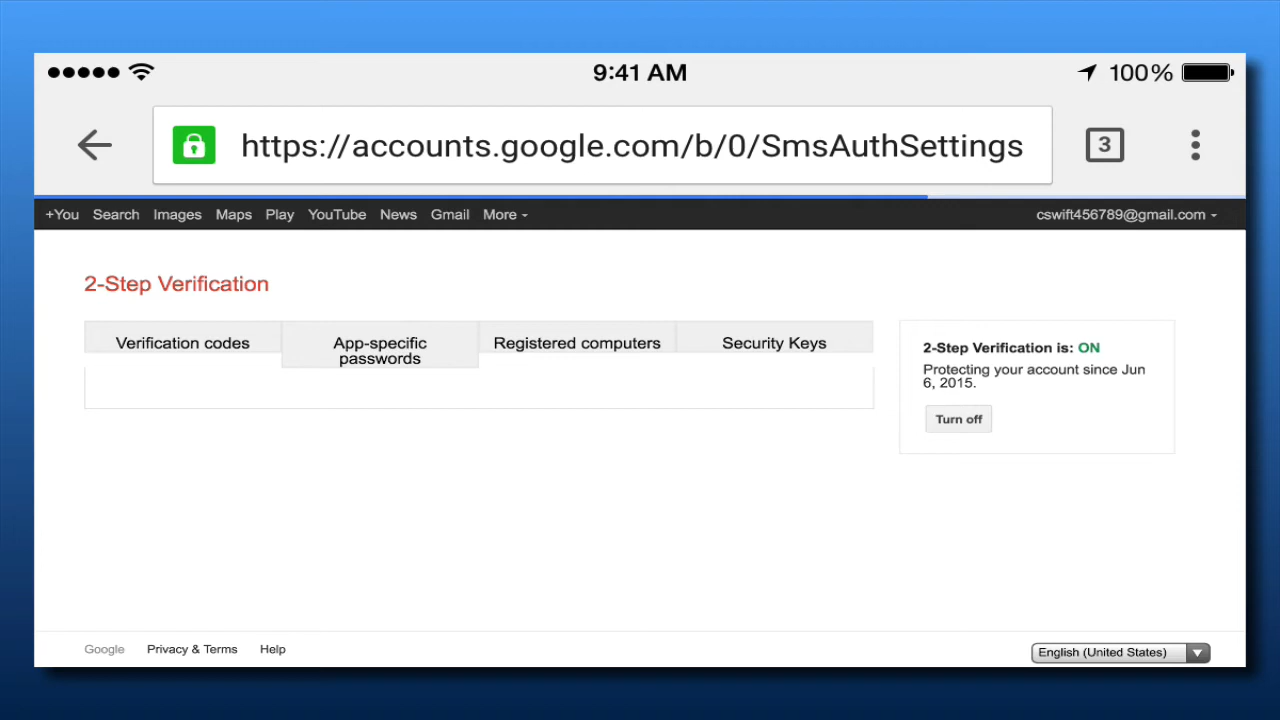 9:41 AM 100%
https://accounts.google.com/b/0/SmsAuthSettings 3
+You Search Images Maps Play YouTube News Gmail More cswift456789@gmail.com
2-Step Verification
Verification codes
App-specific
passwords
Registered computers
Security Keys
2-Step Verification is: ON
Protecting your account since Jun
6, 2015.
Turn off
Google Privacy & Terms Help
English (United States)